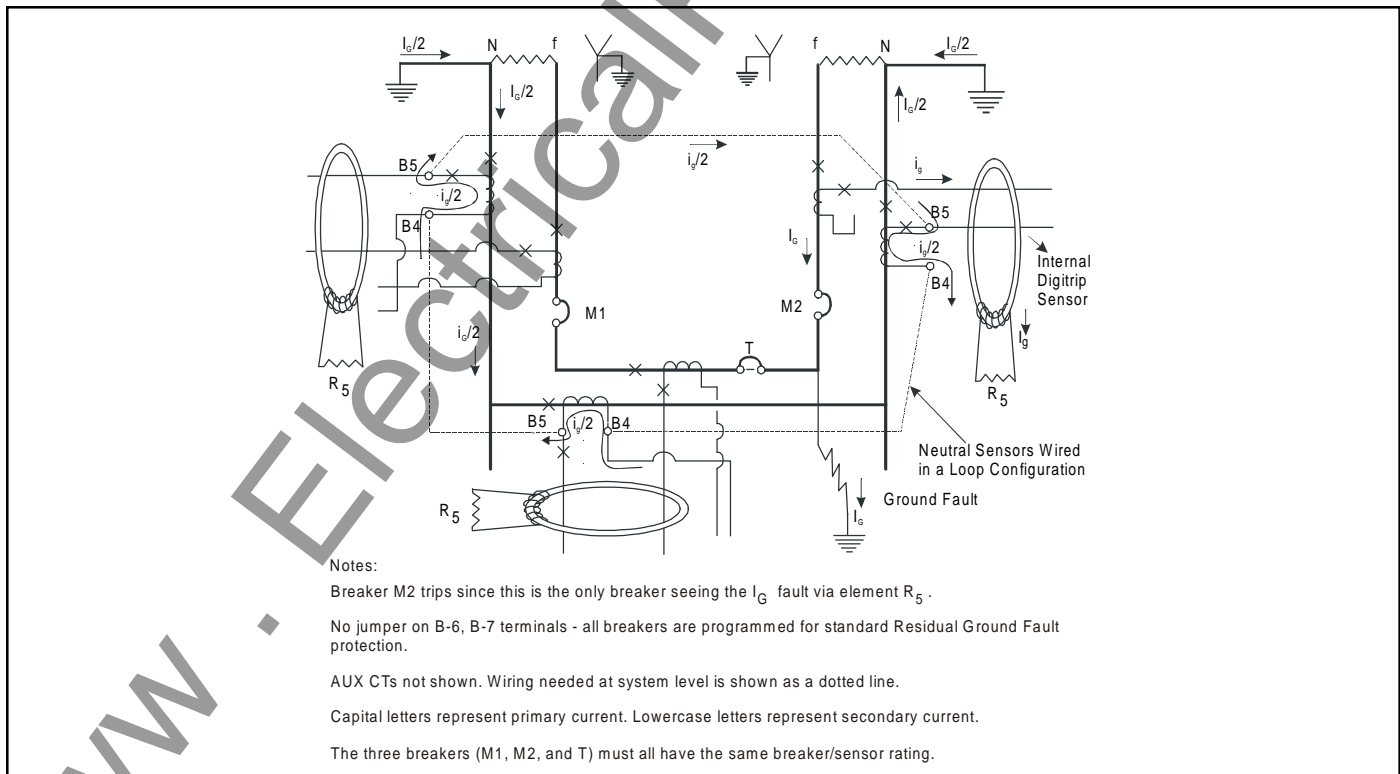 I_G/2
N
f
f
N
I_G/2
I_G/2
I_G/2
B5
i_g/2
i_g
B5
i_g/2
B4
I_G
i_g/2
B4
Internal
Digitrip
Sensor
M1
M2
i_G/2
T
I_g
R_5
R_5
B5
i_g/2
B4
Neutral Sensors Wired
in a Loop Configuration
R_5
Ground Fault
I_G
Notes:
Breaker M2 trips since this is the only breaker seeing the I_G fault via element R_5 .
No jumper on B-6, B-7 terminals - all breakers are programmed for standard Residual Ground Fault
protection.
AUX CTs not shown. Wiring needed at system level is shown as a dotted line.
Capital letters represent primary current. Lowercase letters represent secondary current.
The three breakers (M1, M2, and T) must all have the same breaker/sensor rating.